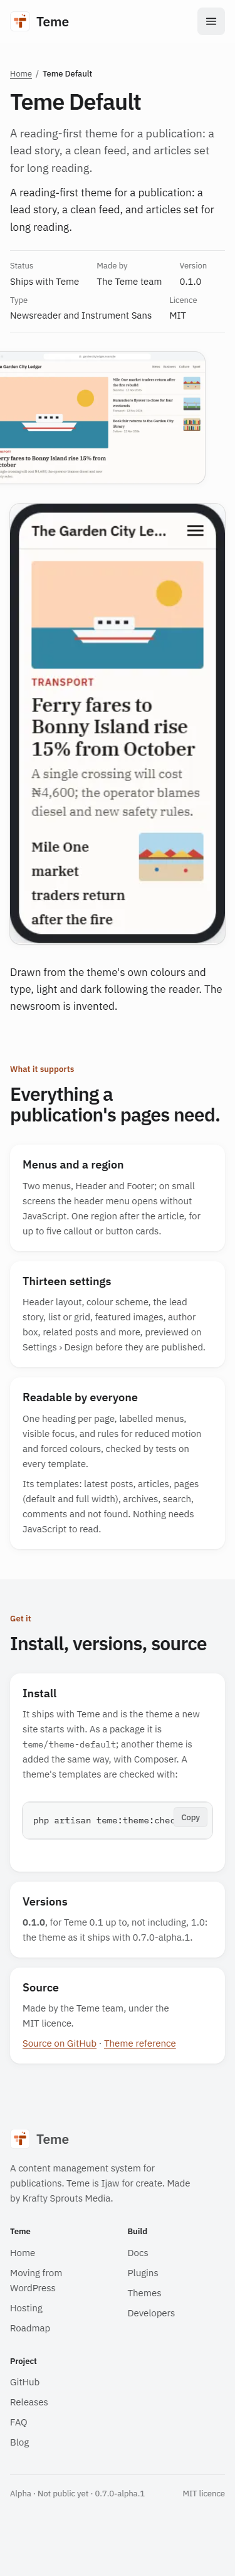 Teme
Home / Teme Default
Teme Default
A reading-first theme for a publication: a
lead story, a clean feed, and articles set
for long reading.
A reading-first theme for a publication: a
lead story, a clean feed, and articles set for
long reading.
Status
Ships with Teme
Made by
The Teme team
Version
0.1.0
Type
Newsreader and Instrument Sans
Licence
MIT
The Garden City Le...
TRANSPORT
Ferry fares to
Bonny Island rise
15% from October
A single crossing will cost
₦4,600; the operator blames
diesel and new safety rules.
Mile One
market
traders return
after the fire
Drawn from the theme's own colours and
type, light and dark following the reader. The
newsroom is invented.
What it supports
Everything a
publication's pages need.
Menus and a region
Two menus, Header and Footer; on small
screens the header menu opens without
JavaScript. One region after the article, for
up to five callout or button cards.
Thirteen settings
Header layout, colour scheme, the lead
story, list or grid, featured images, author
box, related posts and more, previewed on
Settings › Design before they are published.
Readable by everyone
One heading per page, labelled menus,
visible focus, and rules for reduced motion
and forced colours, checked by tests on
every template.
Its templates: latest posts, articles, pages
(default and full width), archives, search,
comments and not found. Nothing needs
JavaScript to read.
Get it
Install, versions, source
Install
It ships with Teme and is the theme a new
site starts with. As a package it is
teme/theme-default; another theme is
added the same way, with Composer. A
theme's templates are checked with:
php artisan teme:theme:chec
Copy
Versions
0.1.0, for Teme 0.1 up to, not including, 1.0:
the theme as it ships with 0.7.0-alpha.1.
Source
Made by the Teme team, under the
MIT licence.
Source on GitHub · Theme reference
Teme
A content management system for
publications. Teme is Ijaw for create. Made
by Krafty Sprouts Media.
Teme
Home
Moving from
WordPress
Hosting
Roadmap
Build
Docs
Plugins
Themes
Developers
Project
GitHub
Releases
FAQ
Blog
Alpha · Not public yet · 0.7.0-alpha.1
MIT licence